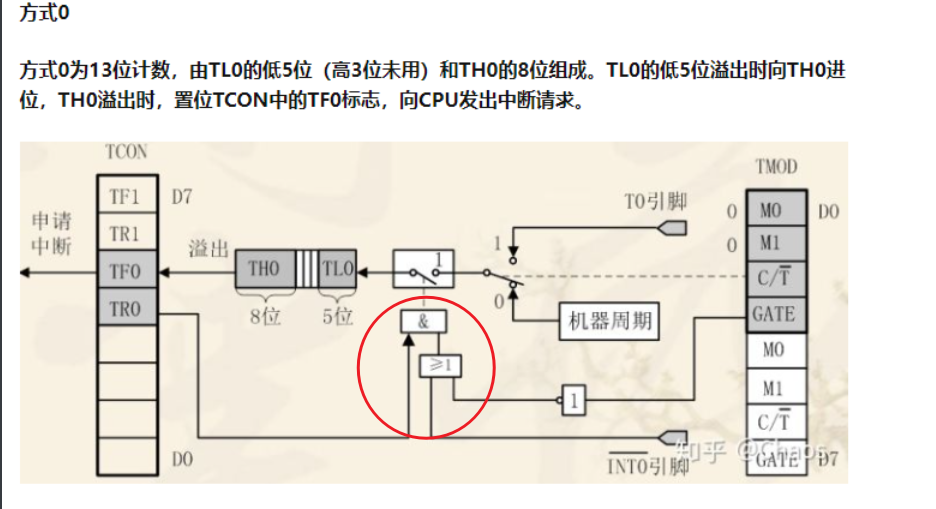 方式0
方式0为13位计数，由TL0的低5位（高3位未用）和TH0的8位组成。TL0的低5位溢出时向TH0进
位，TH0溢出时，置位TCON中的TF0标志，向CPU发出中断请求。
TCON
TMOD
TF1
D7
T0引脚
0
M0
D0
申请
中断
TR1
溢出
1
0
M1
TF0
TH0
TL0
1
C/T̅
TR0
8位
5位
&
0
机器周期
GATE
≥1
M0
1
M1
C/T̅
D0
I̅N̅T̅0̅引脚
知乎 @Chaos
GATE
D7